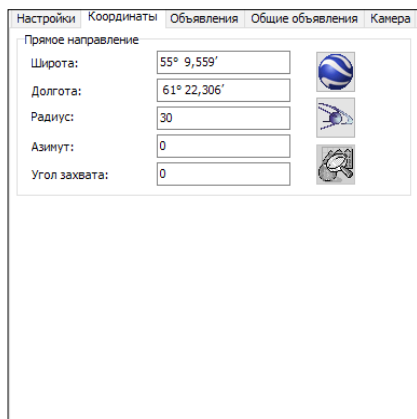 Настройки Координаты Объявления Общие объявления Камера
Прямое направление
Широта: 55° 9,559′
Долгота: 61° 22,306′
Радиус: 30
Азимут: 0
Угол захвата: 0